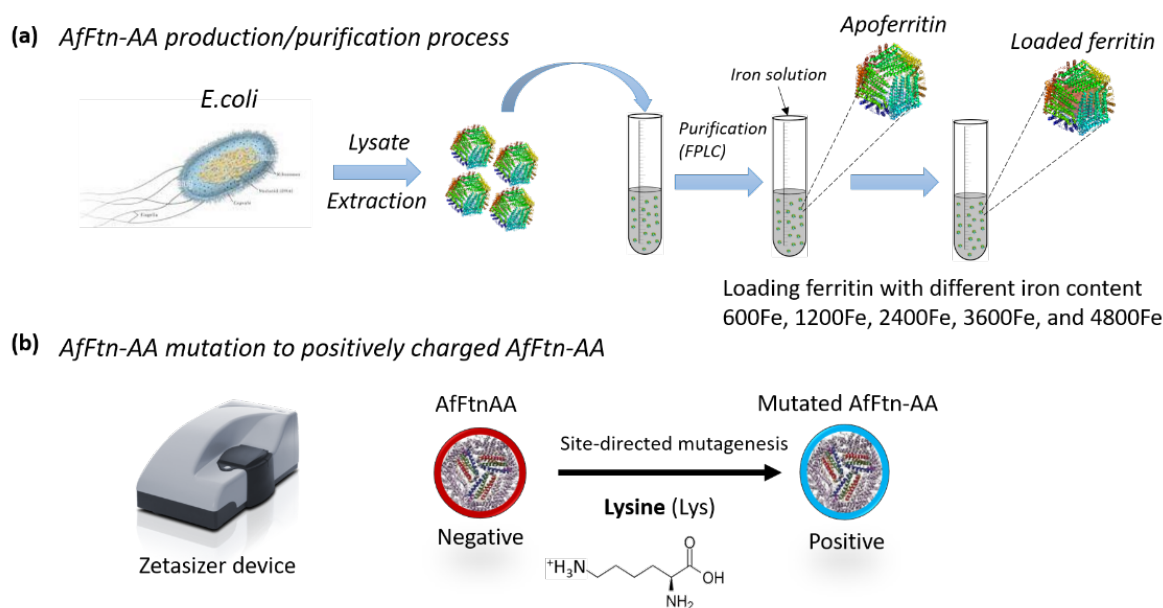 (a) AfFtn-AA production/purification process
Apoferritin
Loaded ferritin
Iron solution
E.coli
Lysate
Extraction
Purification
(FPLC)
Loading ferritin with different iron content
600Fe, 1200Fe, 2400Fe, 3600Fe, and 4800Fe
(b) AfFtn-AA mutation to positively charged AfFtn-AA
AfFtnAA
Mutated AfFtn-AA
Site-directed mutagenesis
Lysine (Lys)
Negative
Positive
Zetasizer device
⁺H₃N
O
OH
NH₂